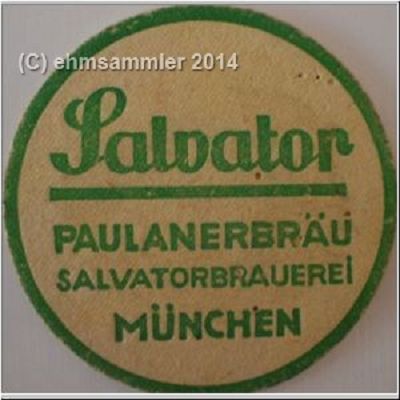 (C) ehmsammler 2014
Salvator
PAULANERBRÄU
SALVATORBRAUEREI
MÜNCHEN